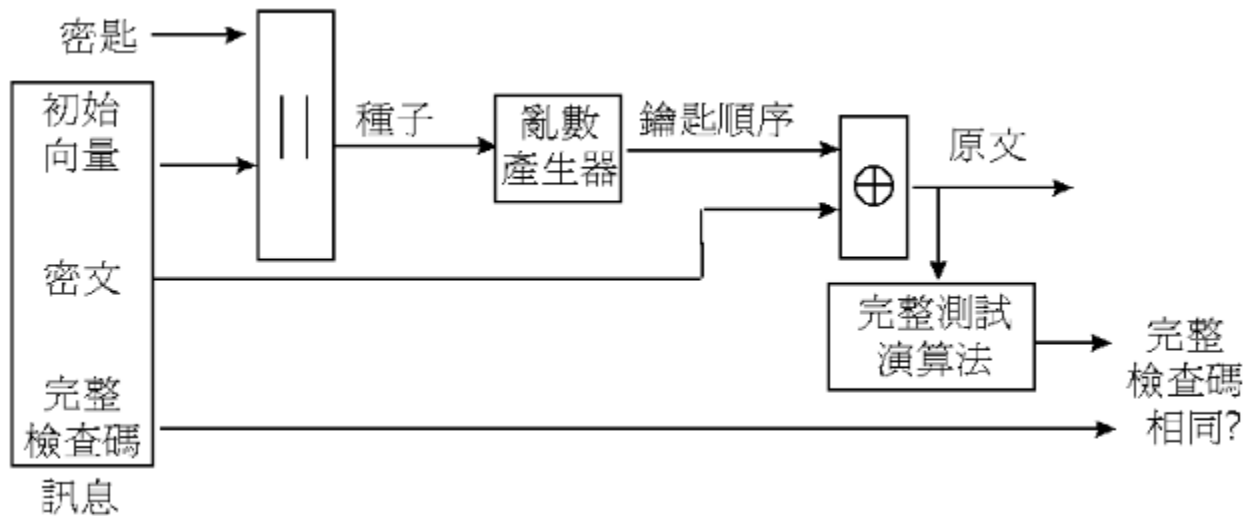 密匙
初始
向量
種子
亂數
產生器
鑰匙順序
原文
密文
完整測試
演算法
完整
檢查碼
相同?
完整
檢查碼
訊息